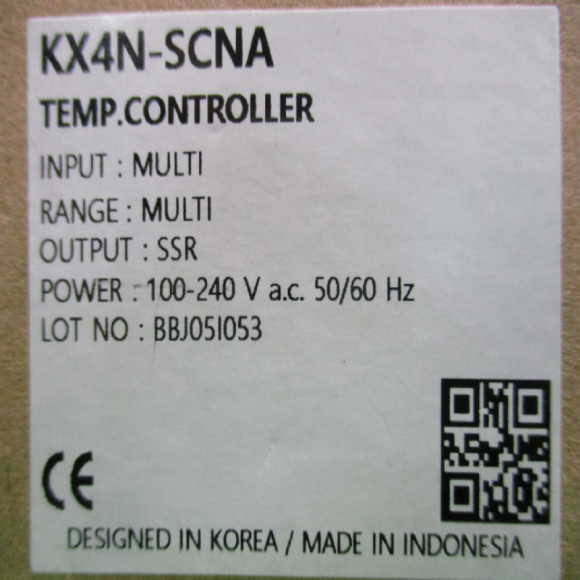 KX4N-SCNA
TEMP.CONTROLLER
INPUT : MULTI
RANGE : MULTI
OUTPUT : SSR
POWER : 100-240 V a.c. 50/60 Hz
LOT NO : BBJ05I053
CE
DESIGNED IN KOREA / MADE IN INDONESIA